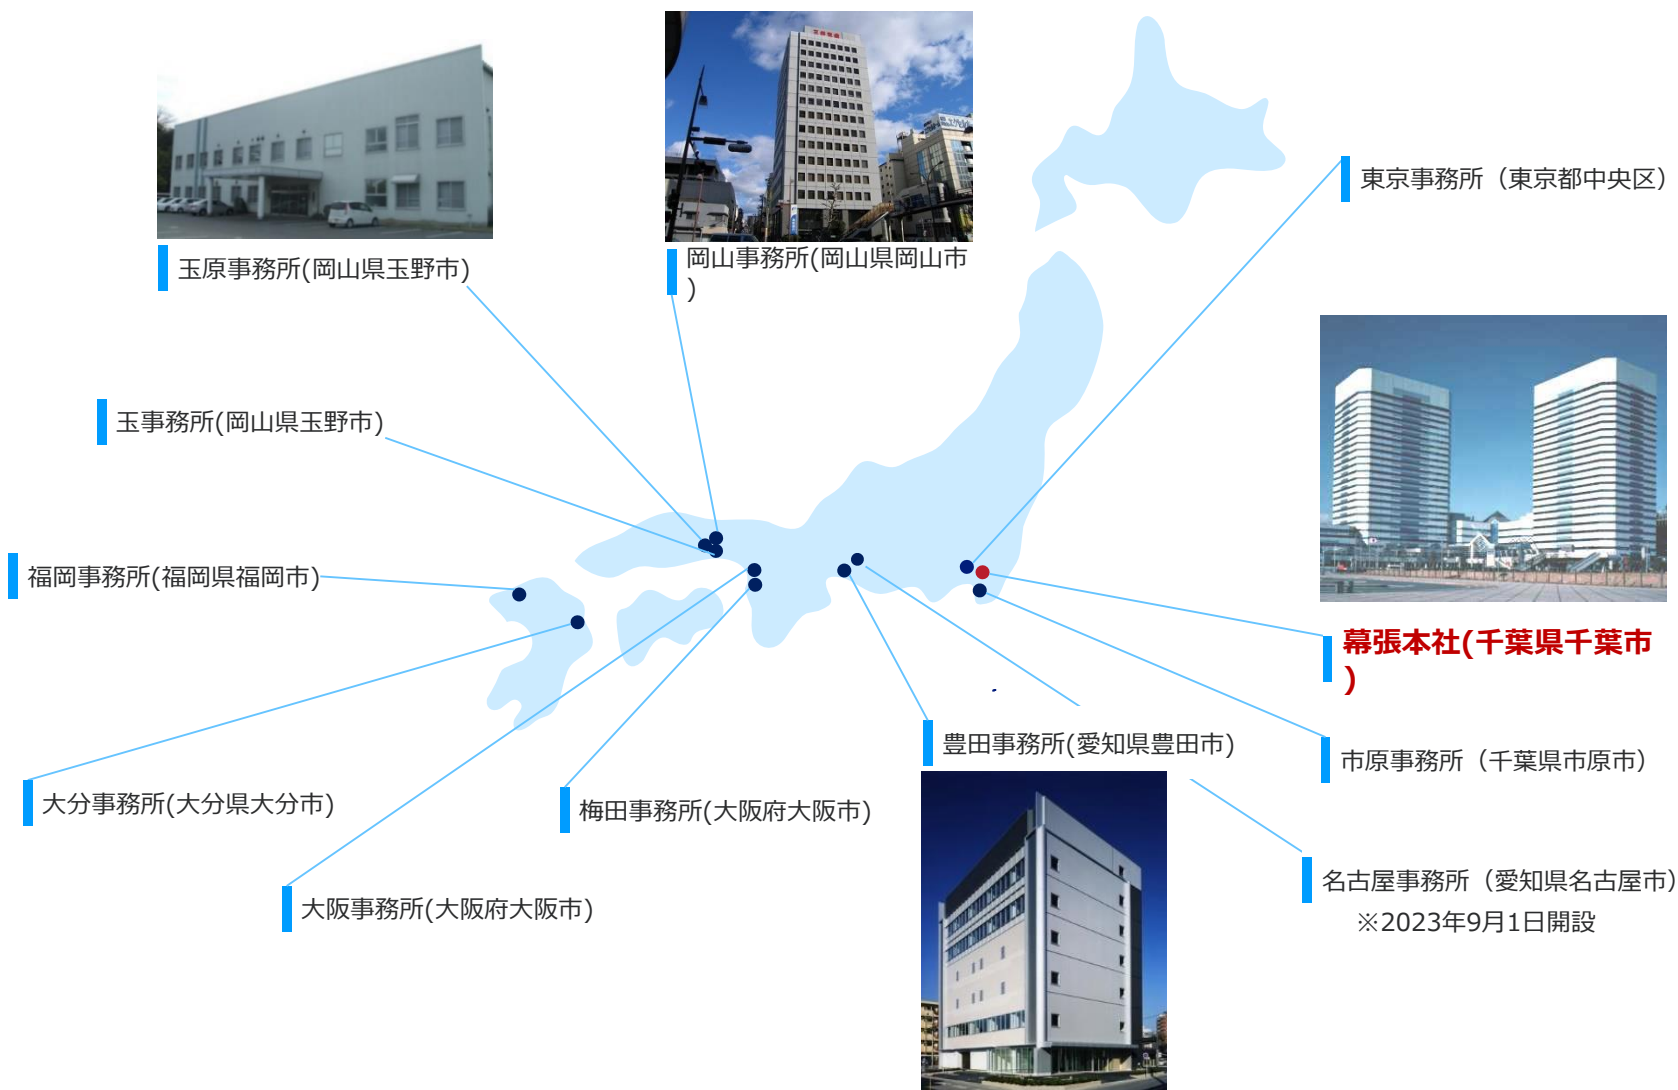 東京事務所（東京都中央区）
玉原事務所(岡山県玉野市)
岡山事務所(岡山県岡山市
)
玉事務所(岡山県玉野市)
福岡事務所(福岡県福岡市)
幕張本社(千葉県千葉市
)
豊田事務所(愛知県豊田市)
市原事務所（千葉県市原市）
大分事務所(大分県大分市)
梅田事務所(大阪府大阪市)
名古屋事務所（愛知県名古屋市）
※2023年9月1日開設
大阪事務所(大阪府大阪市)